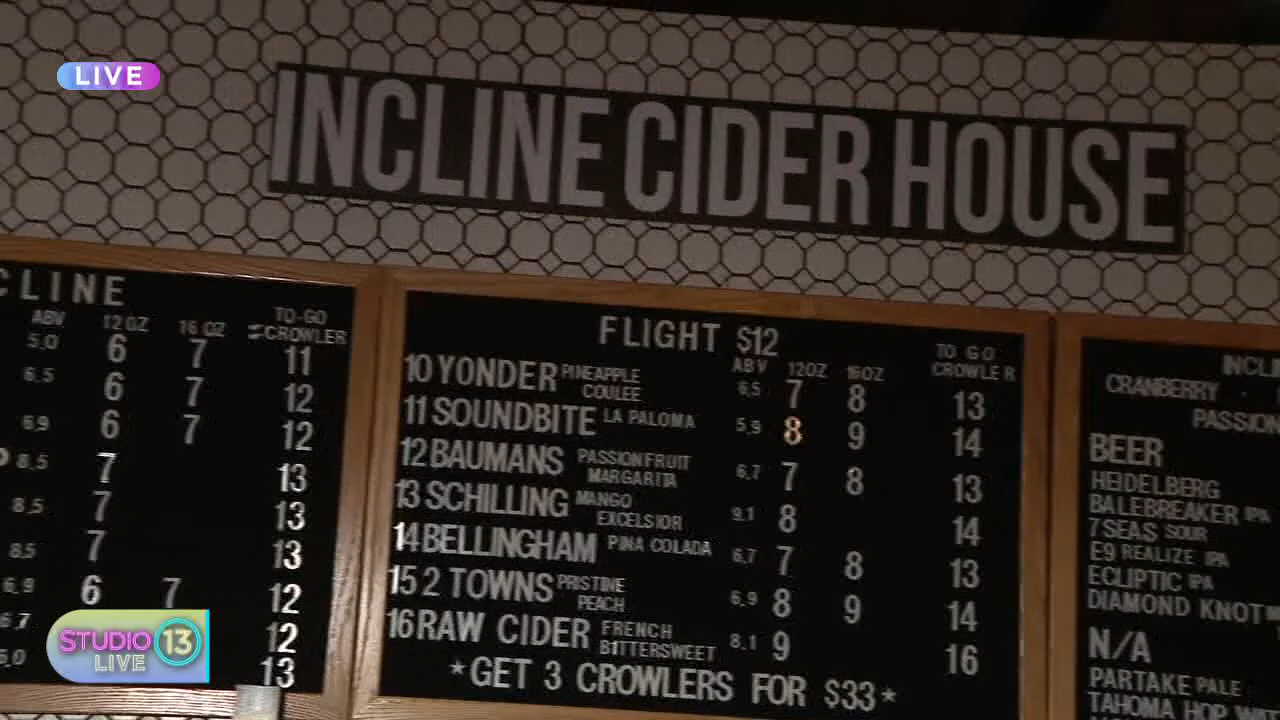 LIVE
INCLINE CIDER HOUSE
CLINE
ABV 12 OZ 16 OZ TO-GO CROWLER
5.0 6 7 11
6.5 6 7 12
6.9 6 7 12
8.5 7 13
8.5 7 13
8.5 7 13
6.9 6 7 12
6.7 12
6.0 13
FLIGHT $12
ABV 12OZ 16OZ TO GO CROWLER
10 YONDER PINEAPPLE COULEE 6.5 7 8 13
11 SOUNDBITE LA PALOMA 5.9 8 9 14
12 BAUMANS PASSIONFRUIT MARGARITA 6.7 7 8 13
13 SCHILLING MANGO EXCELSIOR 9.1 8 14
14 BELLINGHAM PINA COLADA 6.7 7 8 13
15 2 TOWNS PRISTINE PEACH 6.9 8 9 14
16 RAW CIDER FRENCH BITTERSWEET 8.1 9 16
*GET 3 CROWLERS FOR $33*
INCLI
CRANBERRY ·
PASSION
BEER
HEIDELBERG
BALEBREAKER IPA
7 SEAS SOUR
E9 REALIZE IPA
ECLIPTIC IPA
DIAMOND KNOT
N/A
PARTAKE PALE
TAHOMA HOP
STUDIO 13
LIVE